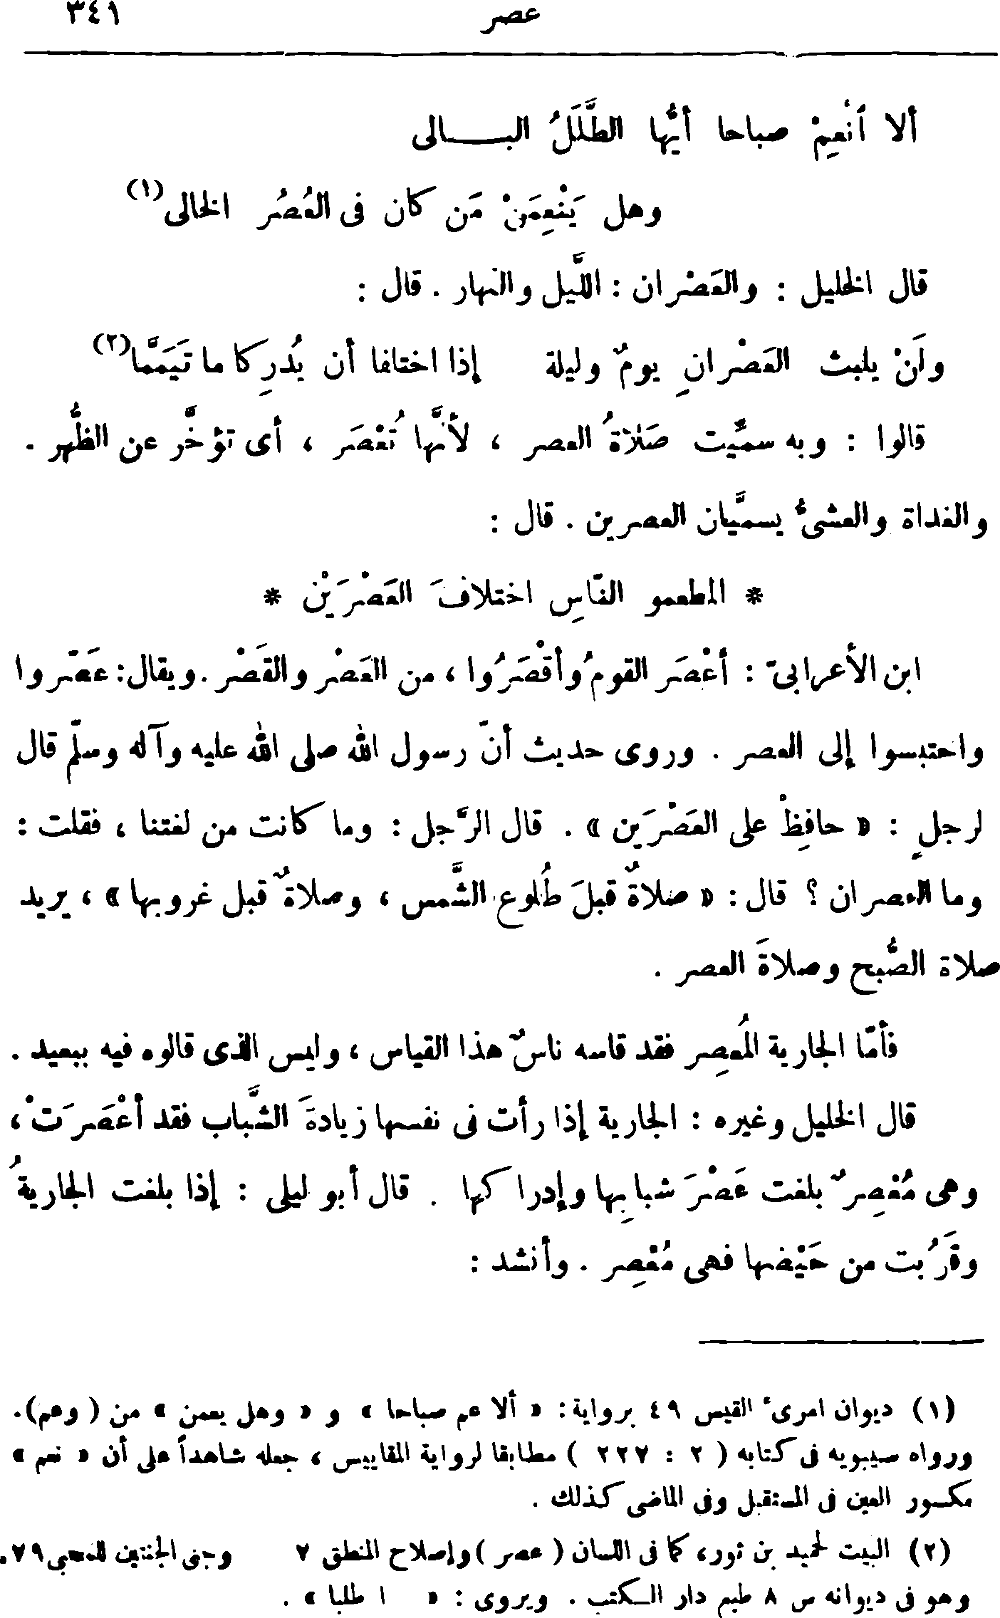 عصر ٣٤١
ألا ٱنْعِمْ صباحا أيُّها الطَّلَلُ البـــالى
وهل يَنْعِمَنْ مَن كان فى العُصُر الخالى(١)
قال الخليل : والعَصْران : اللَّيل والنهار . قال :
ولَنْ يلبث العَصْرانِ يومٌ وليلة إذا اختلفا أن يُدرِكا ما تَيَمَّما(٢)
قالوا : وبه سمِّيت صَلاةُ العصر ، لأنَّها تُعْصَر ، أى تؤخَّر عن الظُّهر .
والغداة والعشىُّ يسمَّيان العصرين . قال :
* المطعمو النّاسِ اختلافَ العَصْرَيْن *
ابن الأعرابىّ : أعْصَر القومُ وأقْصَرُوا ، من العَصْر والقَصْر . ويقال: عَصّروا
واحتبسوا إلى العصر . وروى حديث أنّ رسول الله صلى الله عليه وآله وسلّم قال
لرجلٍ : « حافِظْ على العَصْرَين » . قال الرّجل : وما كانت من لغتنا ، فقلت :
وما العصران ؟ قال : « صلاةٌ قبلَ طُلوع الشَّمس ، وصلاةٌ قبل غروبها » ، يريد
صلاة الصُّبح وصلاةَ العصر .
فأمّا الجارية المُعصِر فقد قاسه ناسٌ هذا القياس ، وليس الذى قالوه فيه ببعيد .
قال الخليل وغيره : الجارية إذا رأت فى نفسها زيادةَ الشَّباب فقد أعْصَرَتْ ،
وهى مُعْصِرٌ بلغت عَصْرَ شبابِها وإدراكها . قال أبو ليلى : إذا بلغت الجاريةُ
وقَرُبت من حَيْضها فهى مُعْصِر . وأنشد :
(١) ديوان امرىء القيس ٤٩ برواية : « ألا عم صباحا » و « وهل يعمن » من ( وعم).
ورواه سيبويه فى كتابه ( ٢ : ٢٢٧ ) مطابقا لرواية المقاييس ، جعله شاهداً على أن « نعم »
مكسور العين فى المستقبل وفى الماضى كذلك .
(٢) البيت لحميد بن ثور، كما فى اللسان ( عصر ) وإصلاح المنطق ٧ وجنى الجنتين للمحبى ٧٩.
وهو فى ديوانه س ٨ طبع دار الـكتب . ويروى : « ا طلبا » .